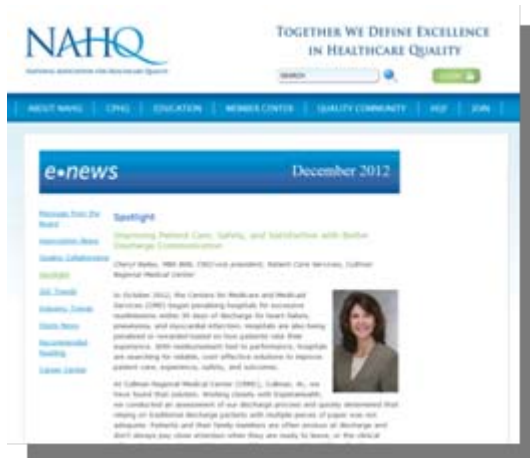 NAHQ
TOGETHER WE DEFINE EXCELLENCE
IN HEALTHCARE QUALITY
NATIONAL ASSOCIATION FOR HEALTHCARE QUALITY
SEARCH
LOGIN
ABOUT NAHQ
CPHQ
EDUCATION
MEMBER CENTER
QUALITY COMMUNITY
JOIN
e•news
December 2012
Message from the
Board
Association News
Spotlight
Industry Trends
State News
Recommended
Reading
Career Center
Spotlight
Improving Patient Care, Safety, and Satisfaction with Better
Discharge Communication
Cheryl Bailey, MBA BSN, CNO/vice president, Patient Care Services, Cullman
Regional Medical Center
In October 2012, the Centers for Medicare and Medicaid
Services (CMS) began penalizing hospitals for excessive
readmissions within 30 days of discharge for heart failure,
pneumonia, and myocardial infarction. Hospitals are also being
penalized or rewarded based on how patients rate their
experience. With reimbursement tied to performance, hospitals
are searching for reliable, cost effective solutions to improve
patient care, experience, safety, and outcomes.
At Cullman Regional Medical Center (CRMC), Cullman, AL, we
have found that solution. Working closely with ExperiaHealth,
we conducted an assessment of our discharge process and quickly determined that
relying on traditional discharge patients with multiple pieces of paper was not
adequate. Patients and their family members are often anxious at discharge and
don't always pay close attention when they are ready to leave, or the clinical